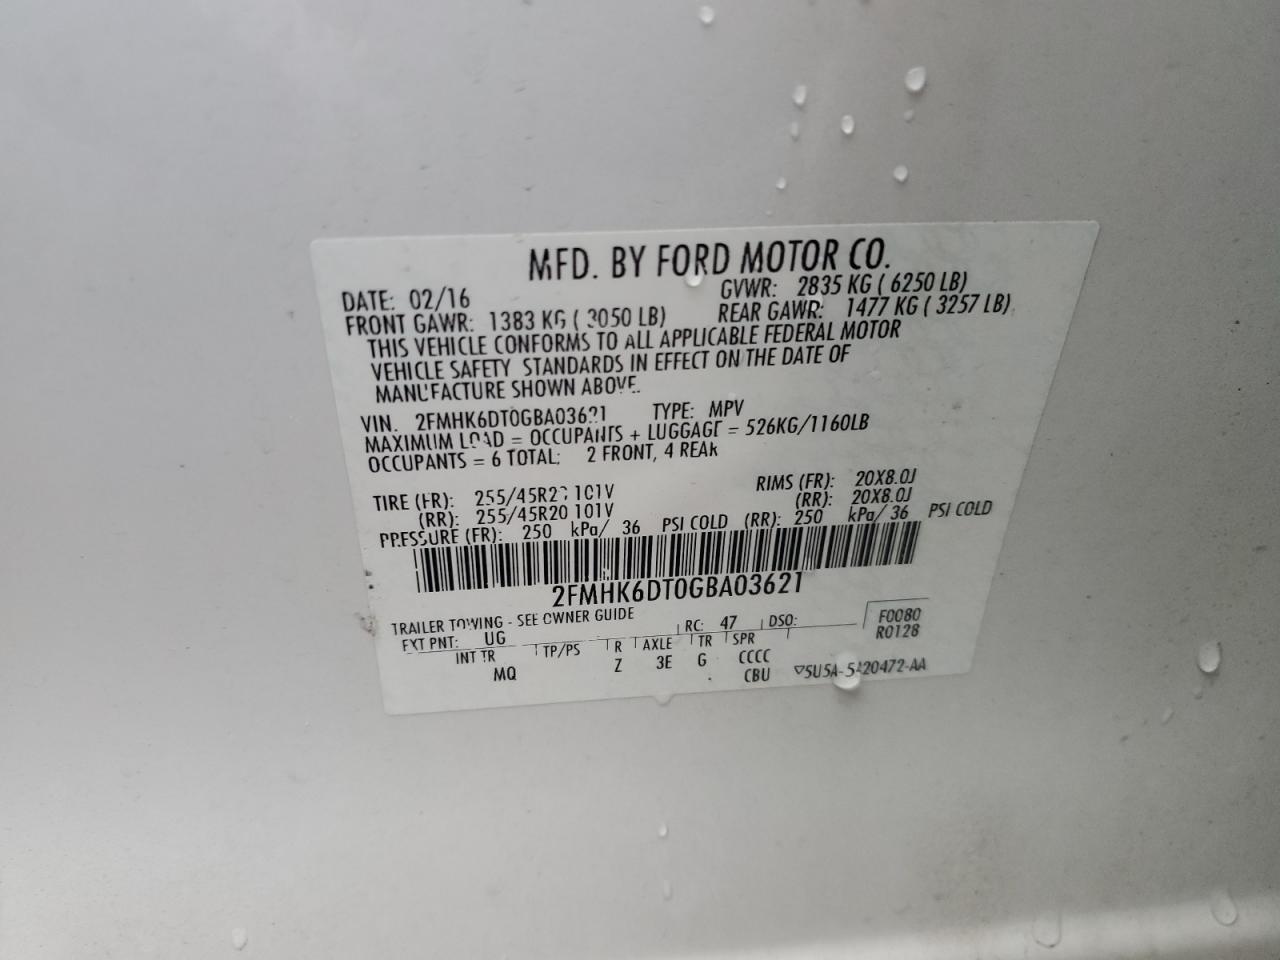 MFD. BY FORD MOTOR CO.
DATE: 02/16 GVWR: 2835 KG ( 6250 LB)
FRONT GAWR: 1383 KG ( 3050 LB) REAR GAWR: 1477 KG ( 3257 LB)
THIS VEHICLE CONFORMS TO ALL APPLICABLE FEDERAL MOTOR
VEHICLE SAFETY STANDARDS IN EFFECT ON THE DATE OF
MANUFACTURE SHOWN ABOVE.
VIN. 2FMHK6DT0GBA03621 TYPE: MPV
MAXIMUM LOAD = OCCUPANTS + LUGGAGE = 526KG/1160LB
OCCUPANTS = 6 TOTAL: 2 FRONT, 4 REAR
TIRE (FR): 255/45R20 101V RIMS (FR): 20X8.0J
(RR): 255/45R20 101V (RR): 20X8.0J
PRESSURE (FR): 250 kPa/ 36 PSI COLD (RR): 250 kPa/ 36 PSI COLD
2FMHK6DT0GBA03621
TRAILER TOWING - SEE OWNER GUIDE
EXT PNT: UG RC: 47 DSO: F0080
R0128
INT TR TP/PS R AXLE TR SPR
MQ Z 3E G CCCC
CBU ▽5U5A-5420472-AA